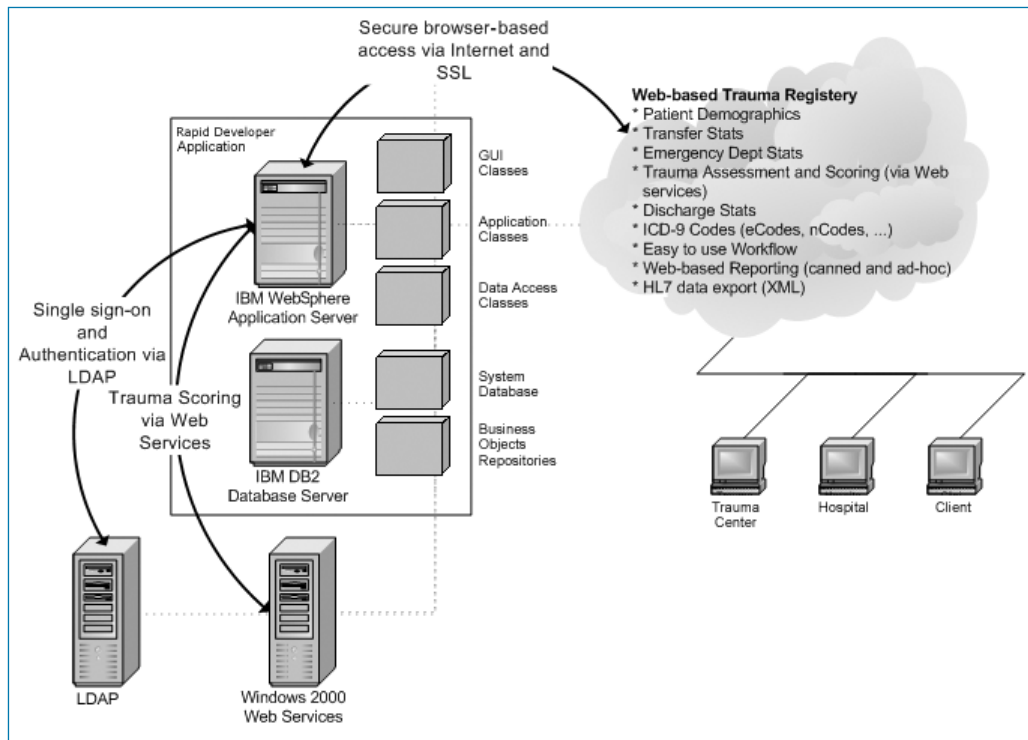 Secure browser-based
access via Internet and
SSL
Rapid Developer
Application
GUI
Classes
Application
Classes
Data Access
Classes
IBM WebSphere
Application Server
System
Database
Business
Objects
Repositories
IBM DB2
Database Server
Single sign-on
and
Authentication via
LDAP
Trauma Scoring
via Web
Services
LDAP
Windows 2000
Web Services
Web-based Trauma Registery
* Patient Demographics
* Transfer Stats
* Emergency Dept Stats
* Trauma Assessment and Scoring (via Web
services)
* Discharge Stats
* ICD-9 Codes (eCodes, nCodes, ...)
* Easy to use Workflow
* Web-based Reporting (canned and ad-hoc)
* HL7 data export (XML)
Trauma
Center
Hospital
Client